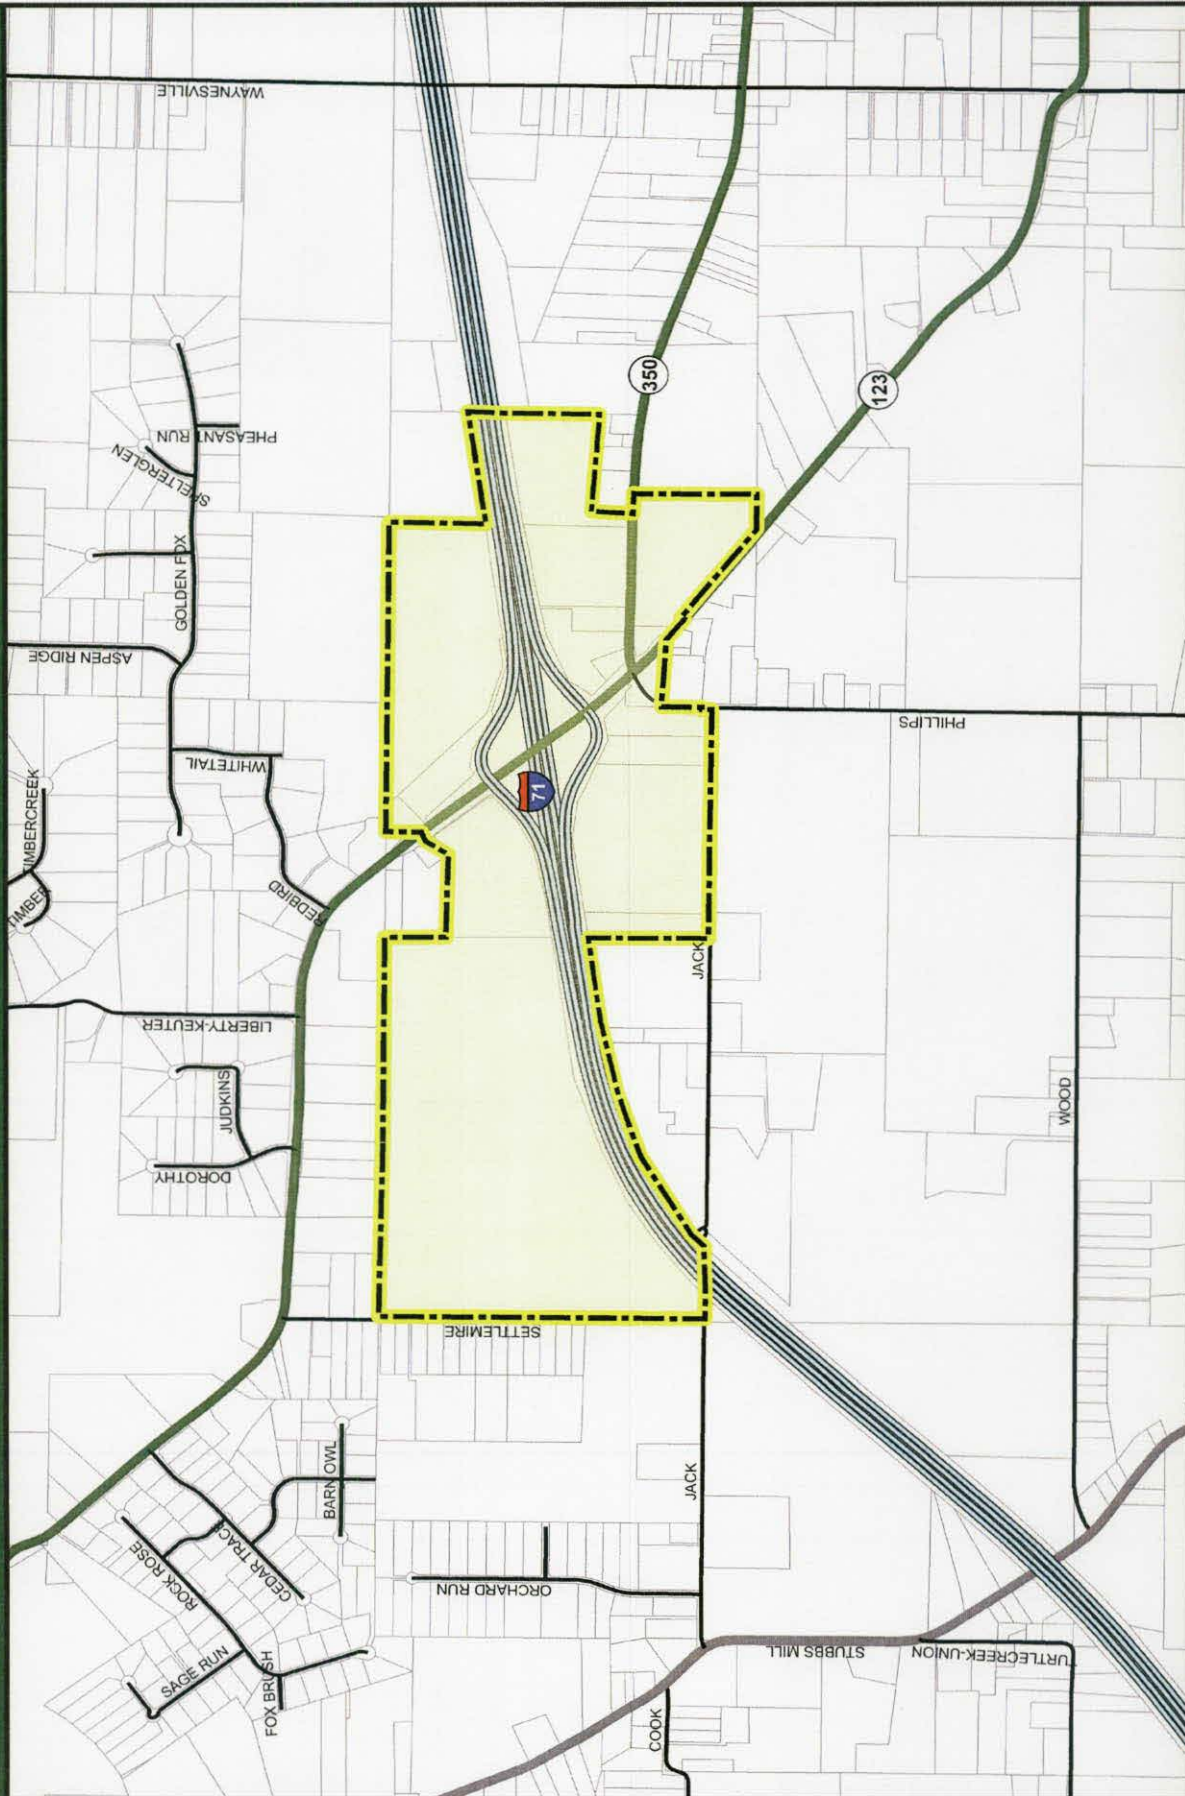 WAYNESVILLE
PHEASANT RUN
SHELTERGLEN
350
123
GOLDEN FOX
ASPEN RIDGE
PHILLIPS
WHITETAIL
71
TIMBERCREEK
TIMBER
REDBIRD
JACK
LIBERTY-KEUTER
JUDKINS
WOOD
DOROTHY
SETTLEMIRE
BARN OWL
JACK
CEDAR TRACE
ROCK ROSE
ORCHARD RUN
SAGE RUN
FOX BRUSH
STUBBS MILL
TURTLECREEK-UNION
COOK